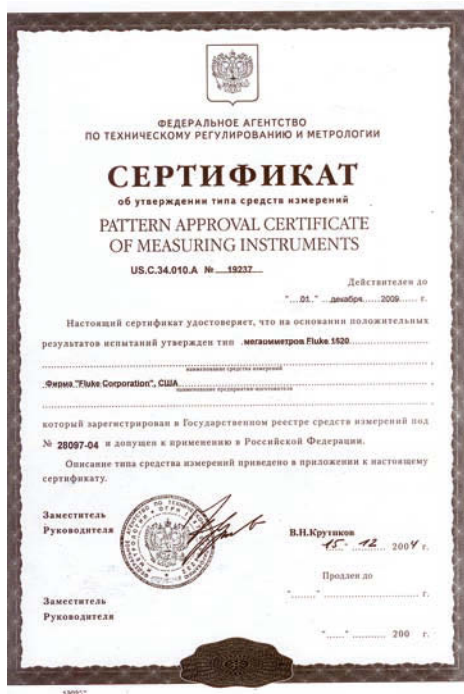 ФЕДЕРАЛЬНОЕ АГЕНТСТВО
ПО ТЕХНИЧЕСКОМУ РЕГУЛИРОВАНИЮ И МЕТРОЛОГИИ
СЕРТИФИКАТ
об утверждении типа средств измерений
PATTERN APPROVAL CERTIFICATE
OF MEASURING INSTRUMENTS
US.C.34.010.A № 19237
Действителен до
"01" декабря 2009 г.
Настоящий сертификат удостоверяет, что на основании положительных
результатов испытаний утвержден тип мегаомметров Fluke 1520
наименование средства измерений
Фирма "Fluke Corporation", США
наименование предприятия-изготовителя
который зарегистрирован в Государственном реестре средств измерений под
№ 28097-04 и допущен к применению в Российской Федерации.
Описание типа средства измерений приведено в приложении к настоящему
сертификату.
Заместитель
Руководителя
В.Н.Крутиков
15 12 2004 г.
Продлен до
"......" г.
Заместитель
Руководителя
"......" 200 г.